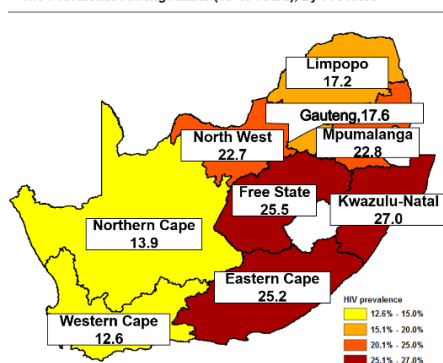 Limpopo
17.2
Gauteng,17.6
North West
22.7
Mpumalanga
22.8
Free State
25.5
Kwazulu-Natal
27.0
Northern Cape
13.9
Eastern Cape
25.2
Western Cape
12.6
HIV prevalence
12.6% - 15.0%
15.1% - 20.0%
20.1% - 25.0%
25.1% - 27.0%